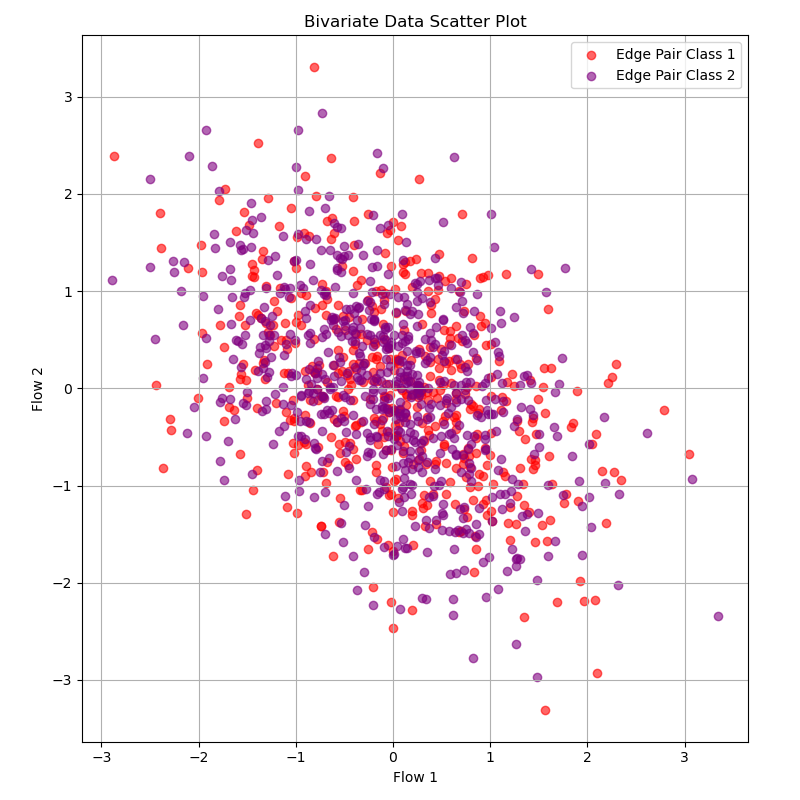 Bivariate Data Scatter Plot
Edge Pair Class 1
Edge Pair Class 2
3
2
1
0
−1
−2
−3
Flow 2
−3 −2 −1 0 1 2 3
Flow 1